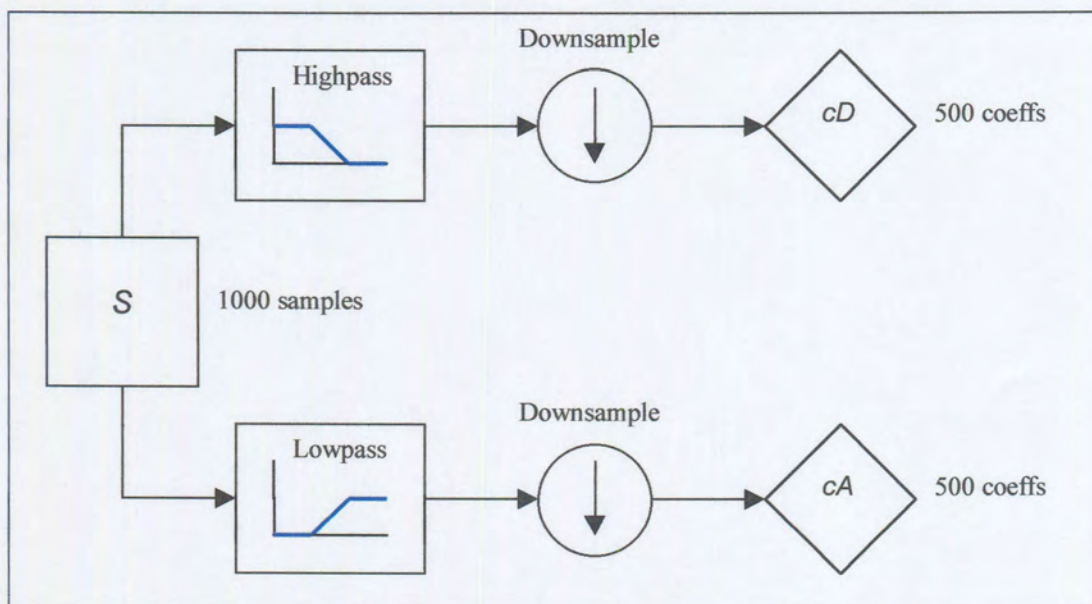 Downsample
Highpass
cD
500 coeffs
S
1000 samples
Downsample
Lowpass
cA
500 coeffs